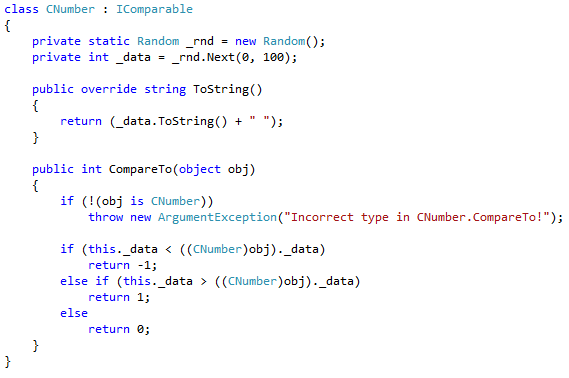 class CNumber : IComparable
{
    private static Random _rnd = new Random();
    private int _data = _rnd.Next(0, 100);

    public override string ToString()
    {
        return (_data.ToString() + " ");
    }

    public int CompareTo(object obj)
    {
        if (!(obj is CNumber))
            throw new ArgumentException("Incorrect type in CNumber.CompareTo!");

        if (this._data < ((CNumber)obj)._data)
            return -1;
        else if (this._data > ((CNumber)obj)._data)
            return 1;
        else
            return 0;
    }
}